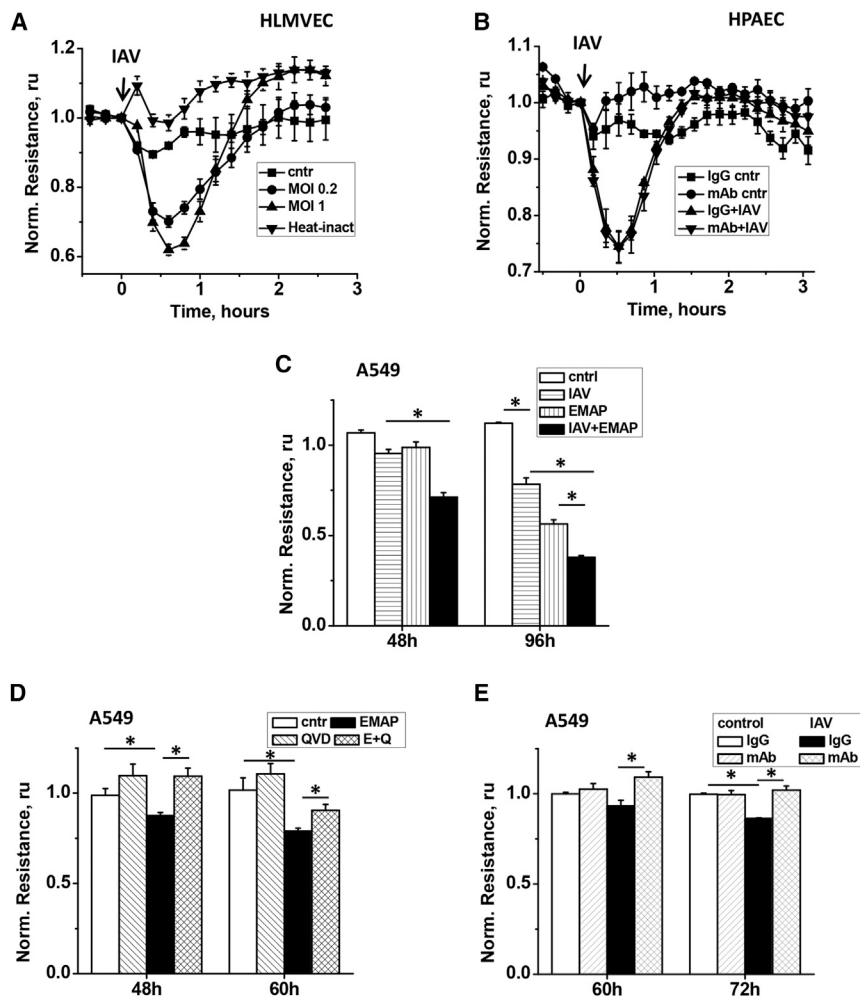 A
HLMVEC
IAV
Norm. Resistance, ru
1.2
1.0
0.8
0.6
cntr
MOI 0.2
MOI 1
Heat-inact
0 1 2 3
Time, hours
B
HPAEC
IAV
Norm. Resistance, ru
1.1
1.0
0.9
0.8
0.7
IgG cntr
mAb cntr
IgG+IAV
mAb+IAV
0 1 2 3
Time, hours
C
A549
cntrl
IAV
EMAP
IAV+EMAP
Norm. Resistance, ru
1.0
0.5
0.0
* * * *
48h 96h
D
A549
cntr EMAP
QVD E+Q
Norm. Resistance, ru
1.0
0.5
0.0
* * * *
48h 60h
E
A549
control IAV
IgG IgG
mAb mAb
Norm. Resistance, ru
1.0
0.5
0.0
* * *
60h 72h